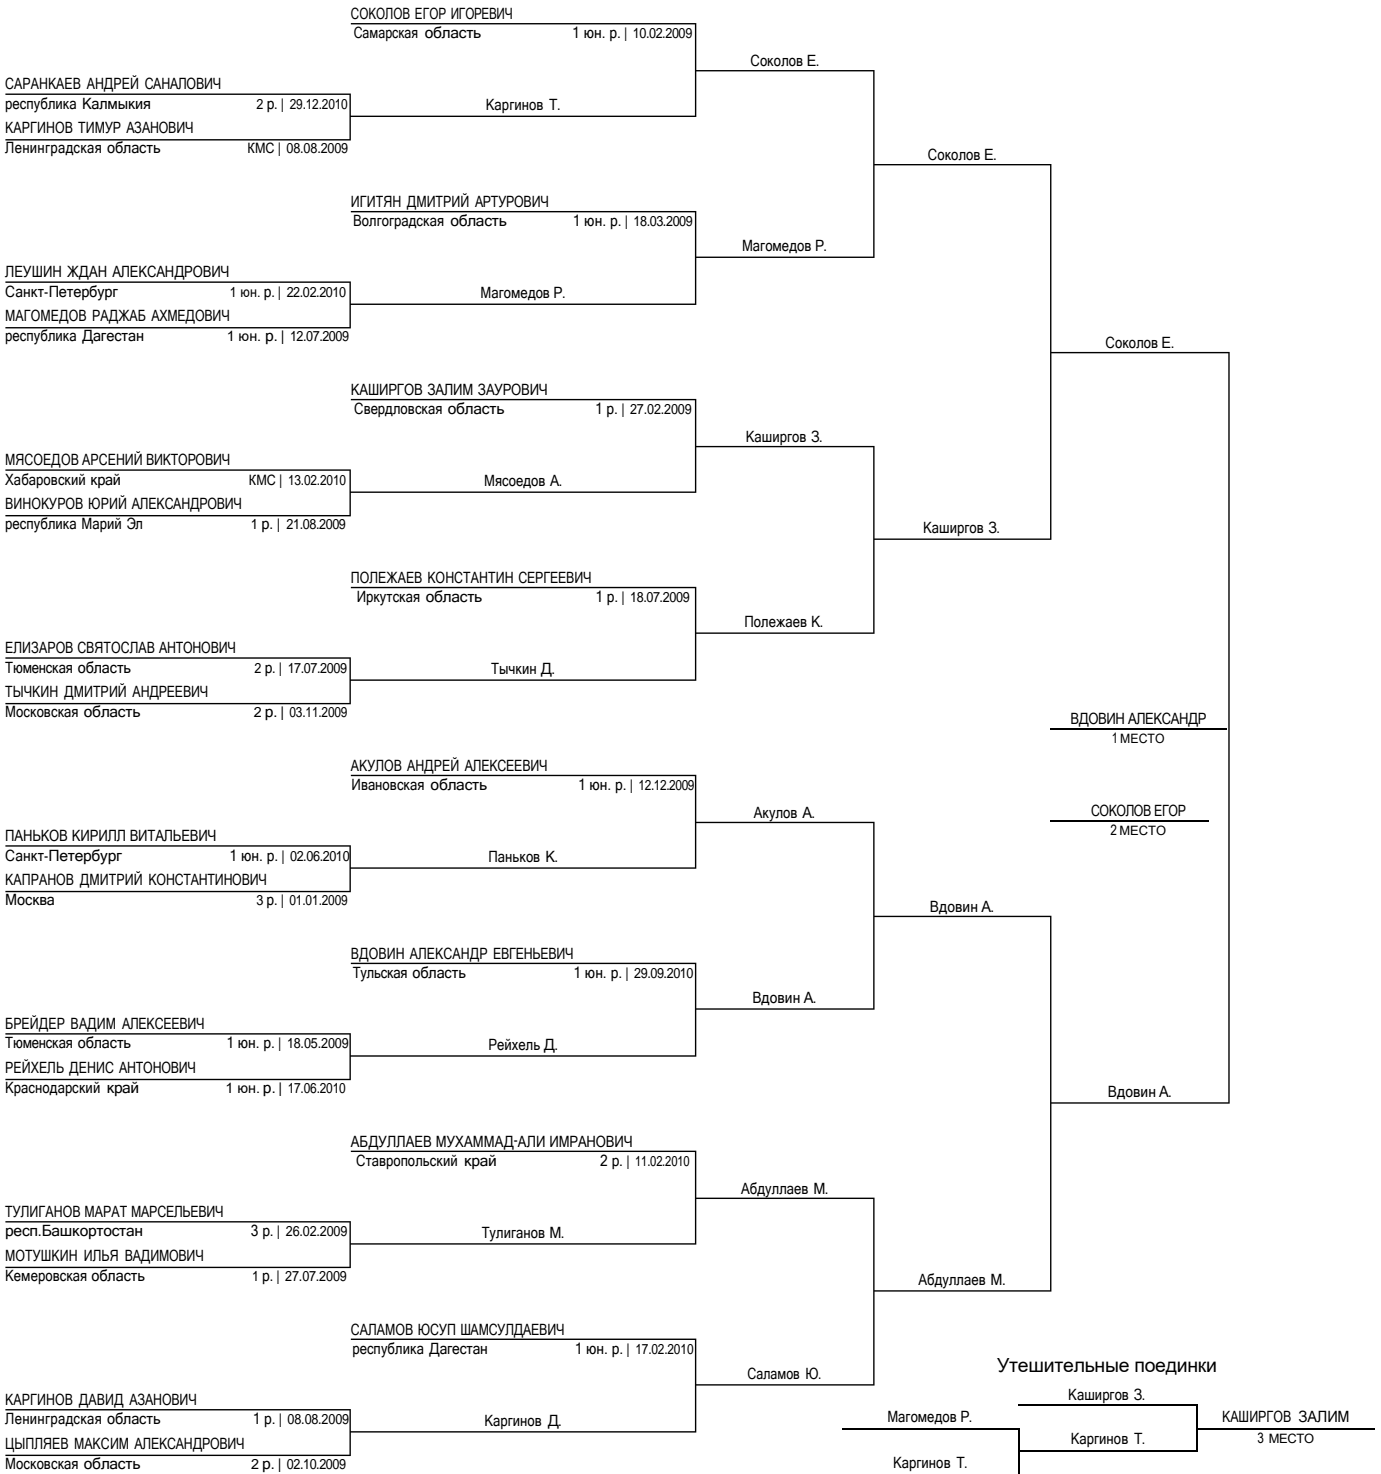 СОКОЛОВ ЕГОР ИГОРЕВИЧ
Самарская область 1 юн. р. | 10.02.2009
Соколов Е.
САРАНКАЕВ АНДРЕЙ САНАЛОВИЧ
республика Калмыкия 2 р. | 29.12.2010
Каргинов Т.
КАРГИНОВ ТИМУР АЗАНОВИЧ
Ленинградская область КМС | 08.08.2009
Соколов Е.
ИГИТЯН ДМИТРИЙ АРТУРОВИЧ
Волгоградская область 1 юн. р. | 18.03.2009
Магомедов Р.
ЛЕУШИН ЖДАН АЛЕКСАНДРОВИЧ
Санкт-Петербург 1 юн. р. | 22.02.2010
Магомедов Р.
МАГОМЕДОВ РАДЖАБ АХМЕДОВИЧ
республика Дагестан 1 юн. р. | 12.07.2009
Соколов Е.
КАШИРГОВ ЗАЛИМ ЗАУРОВИЧ
Свердловская область 1 р. | 27.02.2009
Каширгов З.
МЯСОЕДОВ АРСЕНИЙ ВИКТОРОВИЧ
Хабаровский край КМС | 13.02.2010
Мясоедов А.
ВИНОКУРОВ ЮРИЙ АЛЕКСАНДРОВИЧ
республика Марий Эл 1 р. | 21.08.2009
Каширгов З.
ПОЛЕЖАЕВ КОНСТАНТИН СЕРГЕЕВИЧ
Иркутская область 1 р. | 18.07.2009
Полежаев К.
ЕЛИЗАРОВ СВЯТОСЛАВ АНТОНОВИЧ
Тюменская область 2 р. | 17.07.2009
Тычкин Д.
ТЫЧКИН ДМИТРИЙ АНДРЕЕВИЧ
Московская область 2 р. | 03.11.2009
ВДОВИН АЛЕКСАНДР
1 МЕСТО
АКУЛОВ АНДРЕЙ АЛЕКСЕЕВИЧ
Ивановская область 1 юн. р. | 12.12.2009
Акулов А.
СОКОЛОВ ЕГОР
2 МЕСТО
ПАНЬКОВ КИРИЛЛ ВИТАЛЬЕВИЧ
Санкт-Петербург 1 юн. р. | 02.06.2010
Паньков К.
КАПРАНОВ ДМИТРИЙ КОНСТАНТИНОВИЧ
Москва 3 р. | 01.01.2009
Вдовин А.
ВДОВИН АЛЕКСАНДР ЕВГЕНЬЕВИЧ
Тульская область 1 юн. р. | 29.09.2010
Вдовин А.
БРЕЙДЕР ВАДИМ АЛЕКСЕЕВИЧ
Тюменская область 1 юн. р. | 18.05.2009
Рейхель Д.
РЕЙХЕЛЬ ДЕНИС АНТОНОВИЧ
Краснодарский край 1 юн. р. | 17.06.2010
Вдовин А.
АБДУЛЛАЕВ МУХАММАД-АЛИ ИМРАНОВИЧ
Ставропольский край 2 р. | 11.02.2010
Абдуллаев М.
ТУЛИГАНОВ МАРАТ МАРСЕЛЬЕВИЧ
респ.Башкортостан 3 р. | 26.02.2009
Тулиганов М.
МОТУШКИН ИЛЬЯ ВАДИМОВИЧ
Кемеровская область 1 р. | 27.07.2009
Абдуллаев М.
САЛАМОВ ЮСУП ШАМСУЛДАЕВИЧ
республика Дагестан 1 юн. р. | 17.02.2010
Саламов Ю.
Утешительные поединки
КАРГИНОВ ДАВИД АЗАНОВИЧ
Ленинградская область 1 р. | 08.08.2009
Каргинов Д.
ЦЫПЛЯЕВ МАКСИМ АЛЕКСАНДРОВИЧ
Московская область 2 р. | 02.10.2009
Каширгов З.
Магомедов Р.
КАШИРГОВ ЗАЛИМ
3 МЕСТО
Каргинов Т.
Каргинов Т.